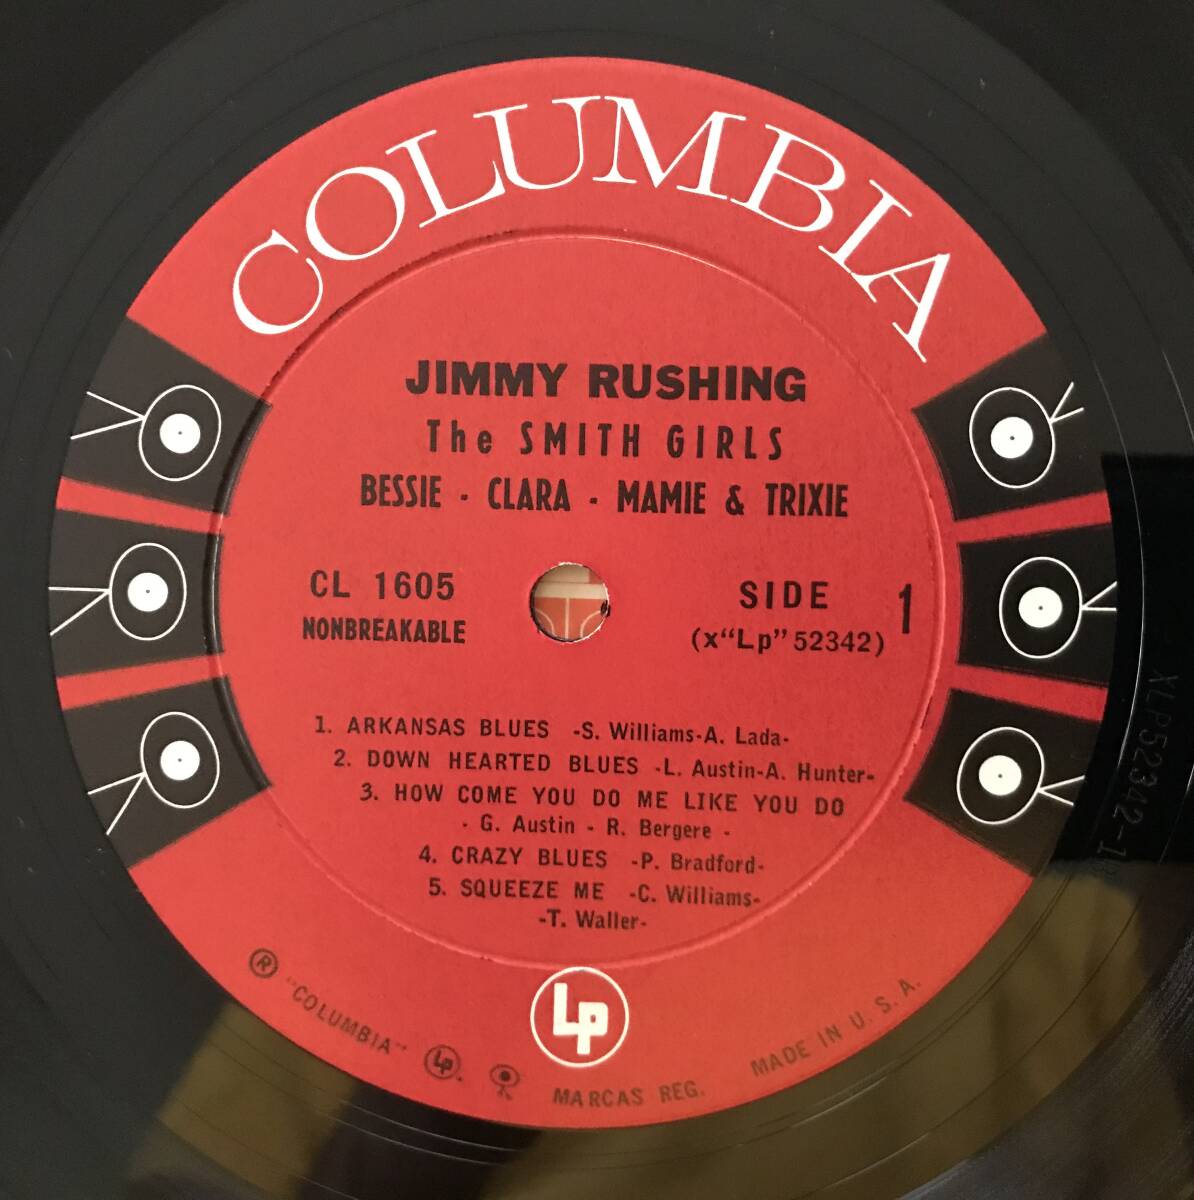 COLUMBIA
JIMMY RUSHING
The SMITH GIRLS
BESSIE - CLARA - MAMIE & TRIXIE
CL 1605
NONBREAKABLE
SIDE 1
(x“Lp” 52342)
1. ARKANSAS BLUES -S. Williams-A. Lada-
2. DOWN HEARTED BLUES -L. Austin-A. Hunter-
3. HOW COME YOU DO ME LIKE YOU DO
- G. Austin - R. Bergere -
4. CRAZY BLUES -P. Bradford-
5. SQUEEZE ME -C. Williams-
-T. Waller-
Lp
® "COLUMBIA" Lp. MARCAS REG. MADE IN U.S.A.
XLP52342-1